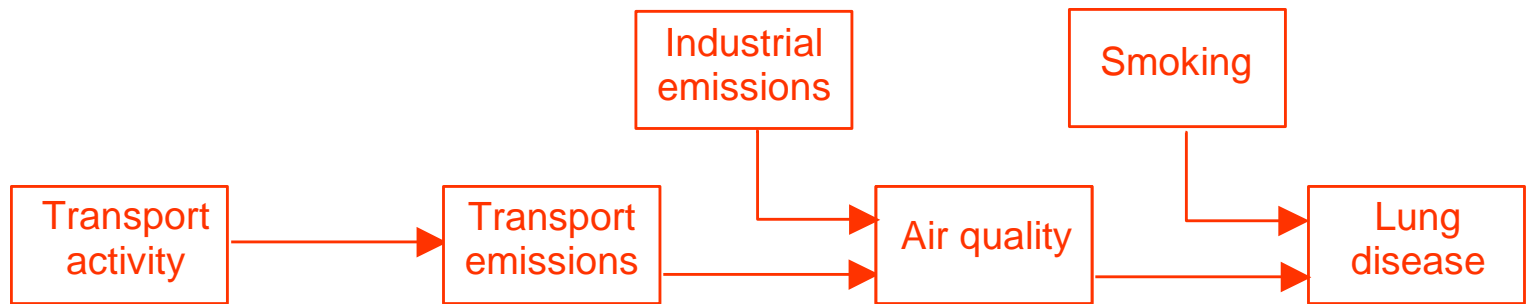 Industrial
emissions
Smoking
Transport
activity
Transport
emissions
Air quality
Lung
disease